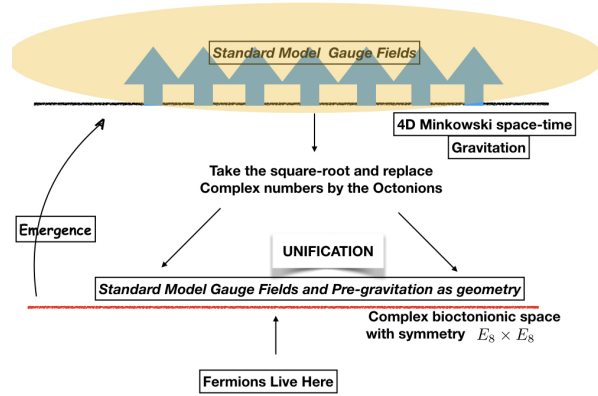 Standard Model Gauge Fields
4D Minkowski space-time
Gravitation
Take the square-root and replace
Complex numbers by the Octonions
Emergence
UNIFICATION
Standard Model Gauge Fields and Pre-gravitation as geometry
Complex bioctonionic space
with symmetry E₈ × E₈
Fermions Live Here